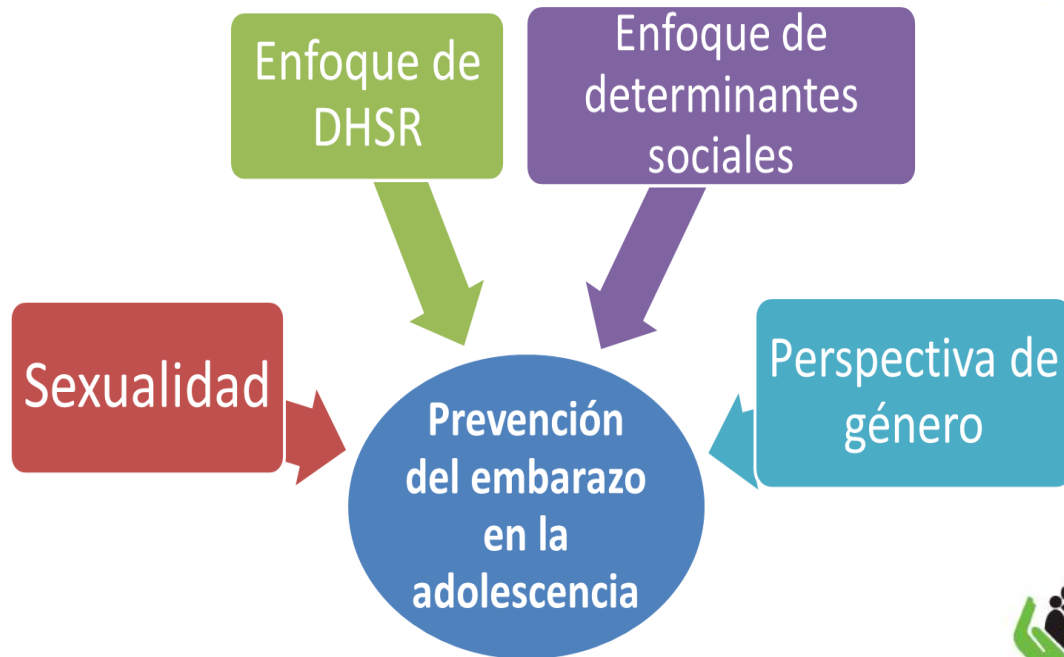 Enfoque de
DHSR
Enfoque de
determinantes
sociales
Sexualidad
Perspectiva de
género
Prevención
del embarazo
en la
adolescencia